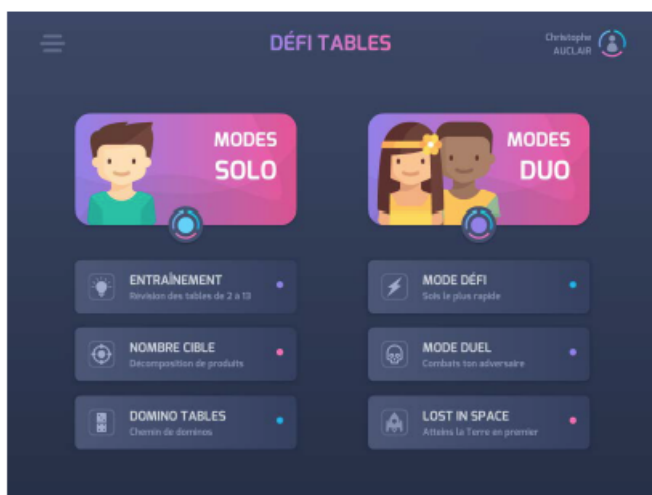 DÉFI TABLES
Christophe
AUCLAIR
MODES
SOLO
MODES
DUO
ENTRAÎNEMENT
Révision des tables de 2 à 13
NOMBRE CIBLE
Décomposition de produits
DOMINO TABLES
Chemin de dominos
MODE DÉFI
Sois le plus rapide
MODE DUEL
Combats ton adversaire
LOST IN SPACE
Atteins la Terre en premier